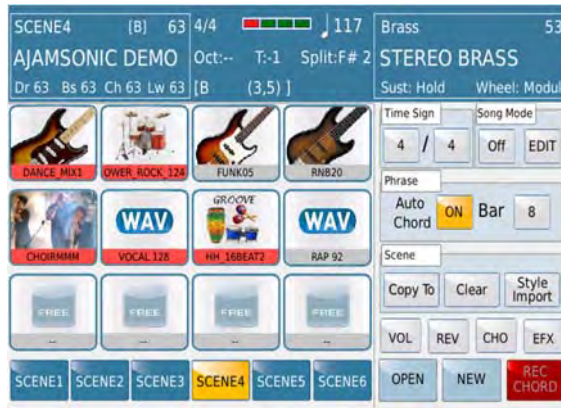 SCENE4 [B] 63 4/4 117 Brass 53
AJAMSONIC DEMO Oct:-- T:-1 Split:F# 2 STEREO BRASS
Dr 63 Bs 63 Ch 63 Lw 63 [B (3,5) ] Sust: Hold Wheel: Modul
Time Sign Song Mode
4 / 4 Off EDIT
DANCE_MIX1 OWER_ROCK_124 FUNK05 RNB20
Phrase
Auto Chord ON Bar 8
GROOVE
WAV WAV
CHOIRMMM VOCAL 128 HH_16BEAT2 RAP 92
Scene
Copy To Clear Style Import
FREE FREE FREE FREE
-- -- -- --
VOL REV CHO EFX
SCENE1 SCENE2 SCENE3 SCENE4 SCENE5 SCENE6 OPEN NEW REC CHORD